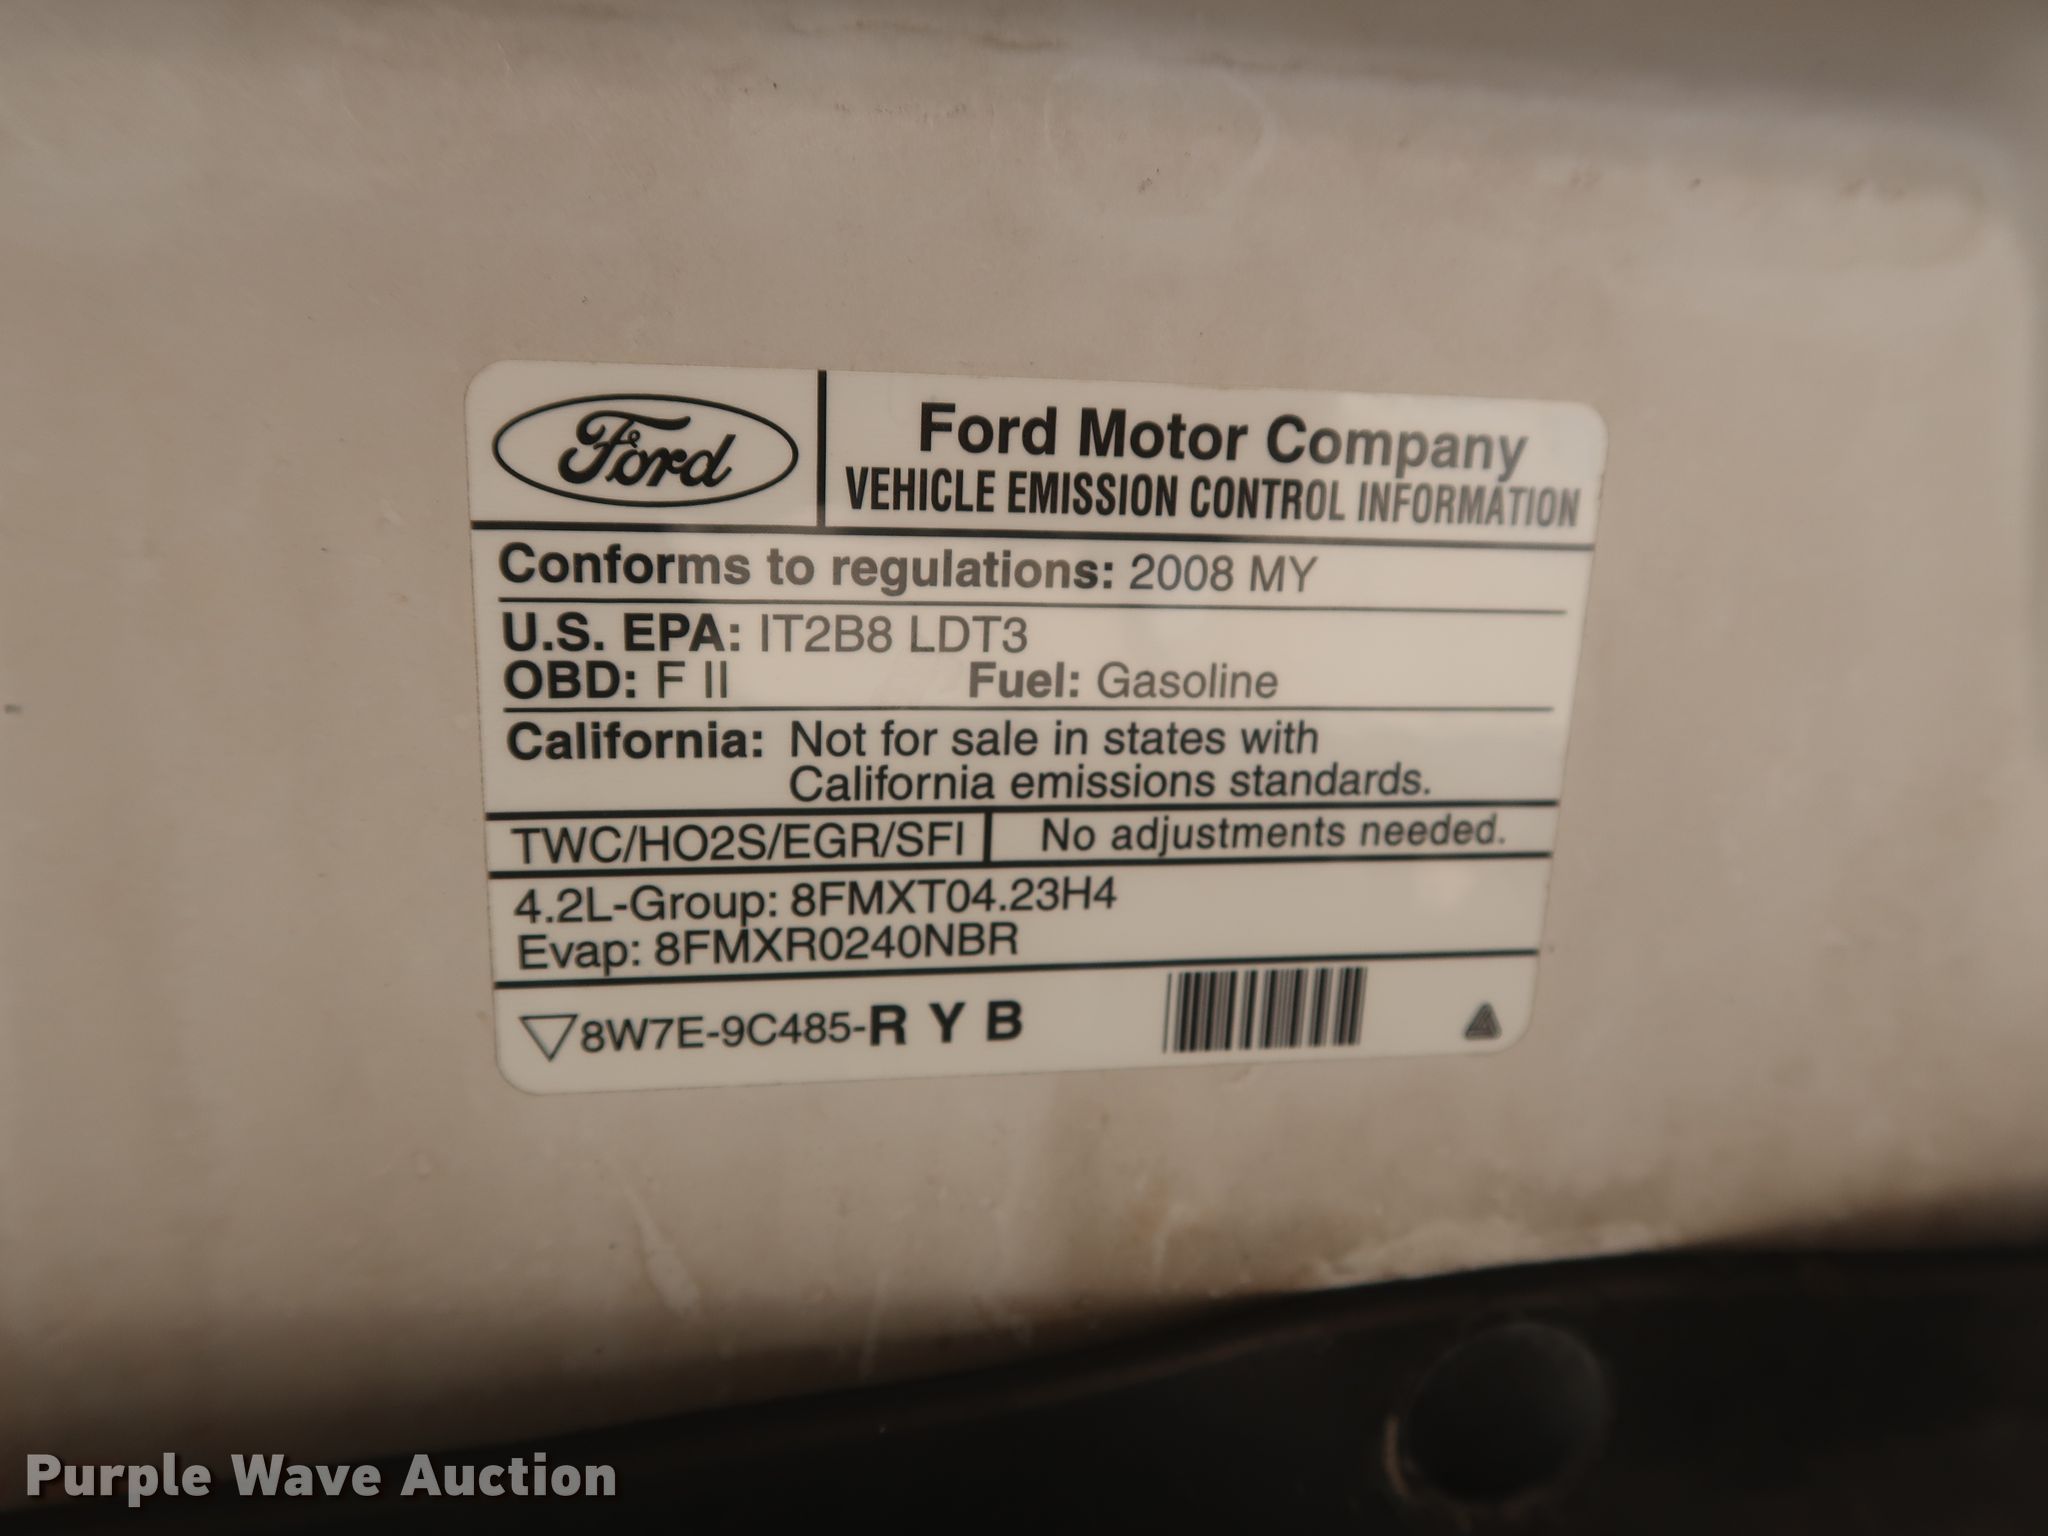 Ford
Ford Motor Company
VEHICLE EMISSION CONTROL INFORMATION
Conforms to regulations: 2008 MY
U.S. EPA: IT2B8 LDT3
OBD: F II Fuel: Gasoline
California: Not for sale in states with
California emissions standards.
TWC/HO2S/EGR/SFI No adjustments needed.
4.2L-Group: 8FMXT04.23H4
Evap: 8FMXR0240NBR
8W7E-9C485-R Y B
Purple Wave Auction